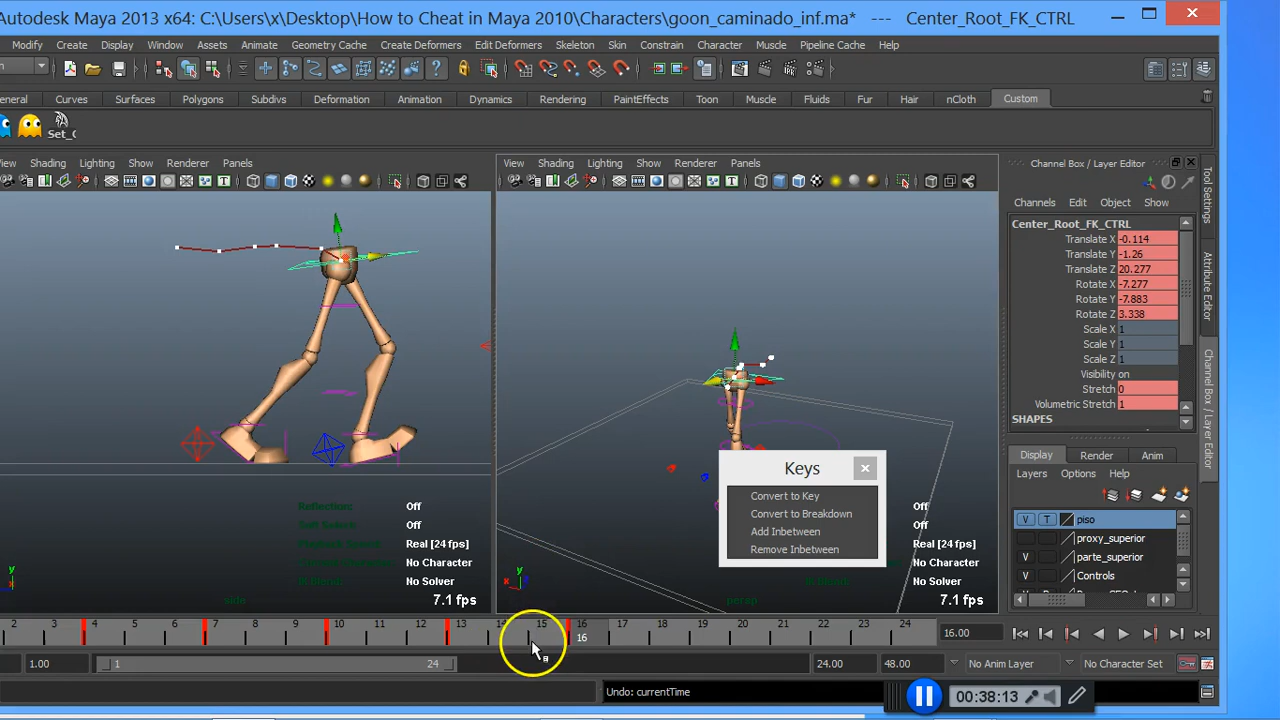 Autodesk Maya 2013 x64: C:\Users\x\Desktop\How to Cheat in Maya 2010\Characters\goon_caminado_inf.ma* --- Center_Root_FK_CTRL
Modify Create Display Window Assets Animate Geometry Cache Create Deformers Edit Deformers Skeleton Skin Constrain Character Muscle Pipeline Cache Help
eneral Curves Surfaces Polygons Subdivs Deformation Animation Dynamics Rendering PaintEffects Toon Muscle Fluids Fur Hair nCloth Custom
Set_C
View Shading Lighting Show Renderer Panels
View Shading Lighting Show Renderer Panels
Channel Box / Layer Editor
Channels Edit Object Show
Center_Root_FK_CTRL
Translate X -0.114
Translate Y -1.26
Translate Z 20.277
Rotate X -7.277
Rotate Y -7.883
Rotate Z 3.338
Scale X 1
Scale Y 1
Scale Z 1
Visibility on
Stretch 0
Volumetric Stretch 1
SHAPES
Tool Settings
Attribute Editor
Channel Box / Layer Editor
Display Render Anim
Layers Options Help
V T piso
proxy_superior
V parte_superior
V Controls
Keys
Convert to Key
Convert to Breakdown
Add Inbetween
Remove Inbetween
Off
Off
Real [24 fps]
No Character
No Solver
7.1 fps
side
Off
Off
Real [24 fps]
No Character
No Solver
7.1 fps
persp
y
y
x
2 3 4 5 6 7 8 9 10 11 12 13 14 15 16 17 18 19 20 21 22 23 24
16
16.00
1.00 1 24 24.00 48.00 No Anim Layer No Character Set
Undo: currentTime
00:38:13